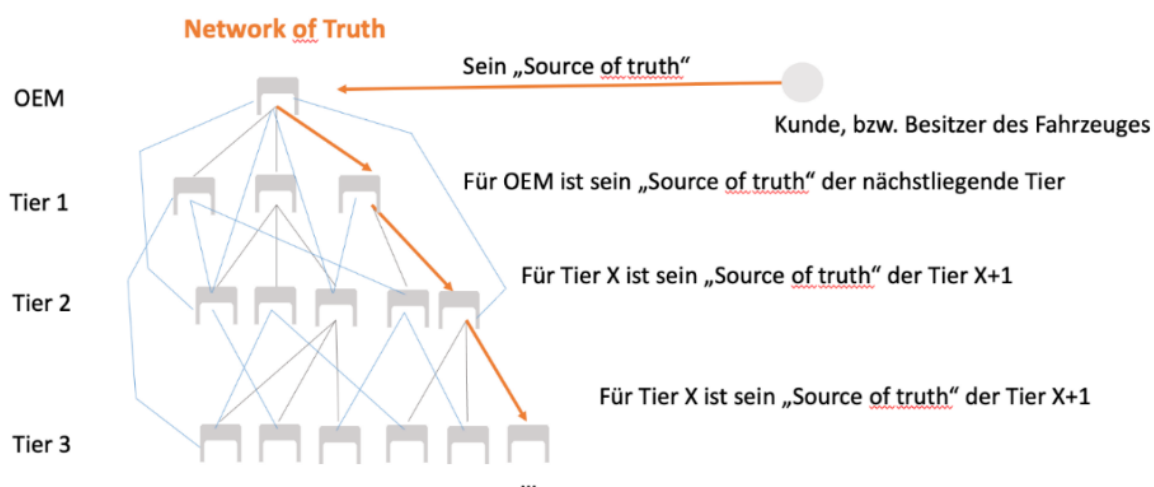 Network of Truth
Sein „Source of truth“
OEM
Kunde, bzw. Besitzer des Fahrzeuges
Für OEM ist sein „Source of truth“ der nächstliegende Tier
Tier 1
Für Tier X ist sein „Source of truth“ der Tier X+1
Tier 2
Für Tier X ist sein „Source of truth“ der Tier X+1
Tier 3
...